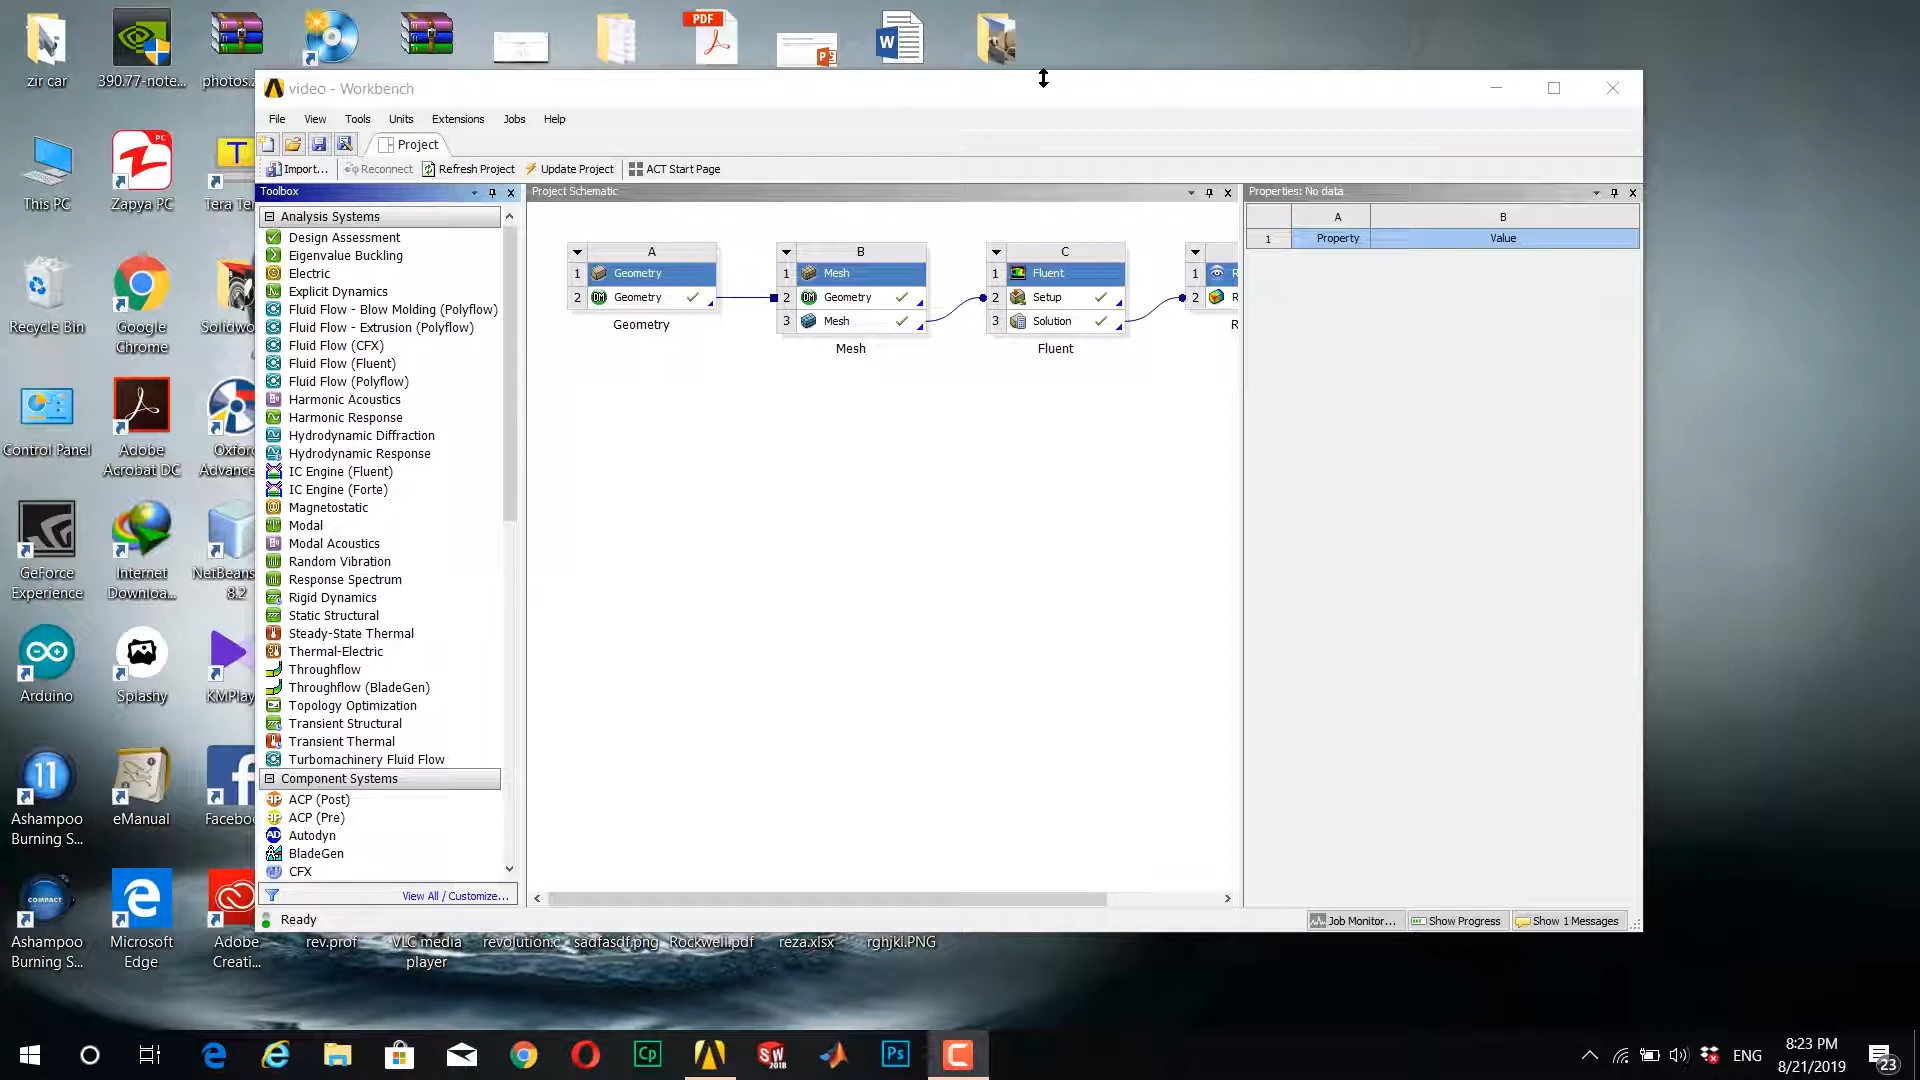 zir car
390.77-note...
photos.
PDF
video - Workbench
File View Tools Units Extensions Jobs Help
Project
Import... Reconnect Refresh Project Update Project ACT Start Page
Toolbox
Project Schematic
Properties: No data
Analysis Systems
Design Assessment
Eigenvalue Buckling
Electric
Explicit Dynamics
Fluid Flow - Blow Molding (Polyflow)
Fluid Flow - Extrusion (Polyflow)
Fluid Flow (CFX)
Fluid Flow (Fluent)
Fluid Flow (Polyflow)
Harmonic Acoustics
Harmonic Response
Hydrodynamic Diffraction
Hydrodynamic Response
IC Engine (Fluent)
IC Engine (Forte)
Magnetostatic
Modal
Modal Acoustics
Random Vibration
Response Spectrum
Rigid Dynamics
Static Structural
Steady-State Thermal
Thermal-Electric
Throughflow
Throughflow (BladeGen)
Topology Optimization
Transient Structural
Transient Thermal
Turbomachinery Fluid Flow
Component Systems
ACP (Post)
ACP (Pre)
Autodyn
BladeGen
CFX
View All / Customize...
Ready
A
1 Geometry
2 Geometry
Geometry
B
1 Mesh
2 Geometry
3 Mesh
Mesh
C
1 Fluent
2 Setup
3 Solution
Fluent
1 R
2 R
R
A B
1 Property Value
Job Monitor... Show Progress Show 1 Messages
This PC
Zapya PC
Tera Te
Recycle Bin
Google
Chrome
Solidwo
Control Panel
Adobe
Acrobat DC
Oxfor
Advance
GeForce
Experience
Internet
Downloa...
NetBeans
8.2
Arduino
Splashy
KMPlay
Ashampoo
Burning S...
eManual
Facebo
Ashampoo
Burning S...
Microsoft
Edge
Adobe
Creati...
rev.prof
VLC media
player
revolution.c
sadfasdf.png
Rockwell.pdf
reza.xlsx
rghjkl.PNG
ENG
8:23 PM
8/21/2019
23